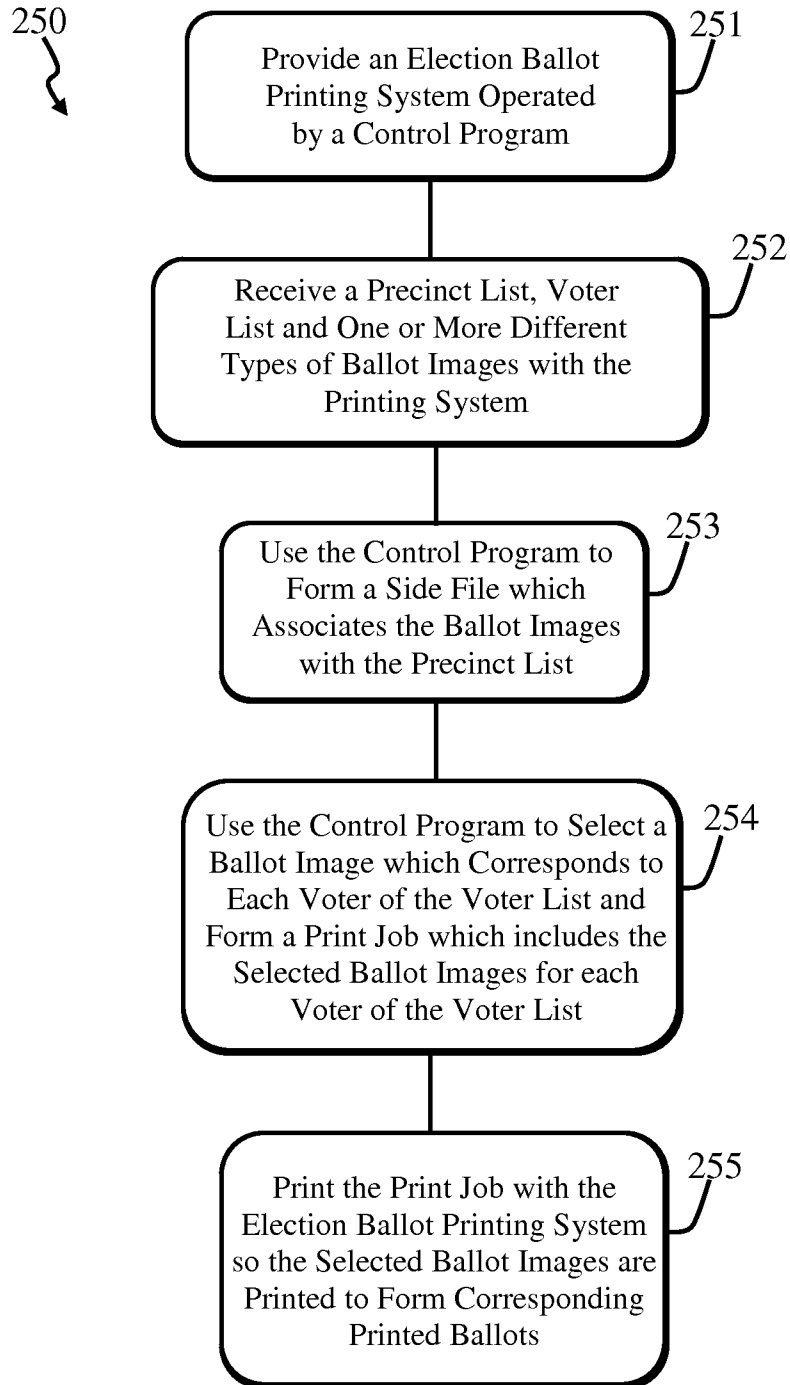 250
251
Provide an Election Ballot
Printing System Operated
by a Control Program
252
Receive a Precinct List, Voter
List and One or More Different
Types of Ballot Images with the
Printing System
253
Use the Control Program to
Form a Side File which
Associates the Ballot Images
with the Precinct List
254
Use the Control Program to Select a
Ballot Image which Corresponds to
Each Voter of the Voter List and
Form a Print Job which includes the
Selected Ballot Images for each
Voter of the Voter List
255
Print the Print Job with the
Election Ballot Printing System
so the Selected Ballot Images are
Printed to Form Corresponding
Printed Ballots